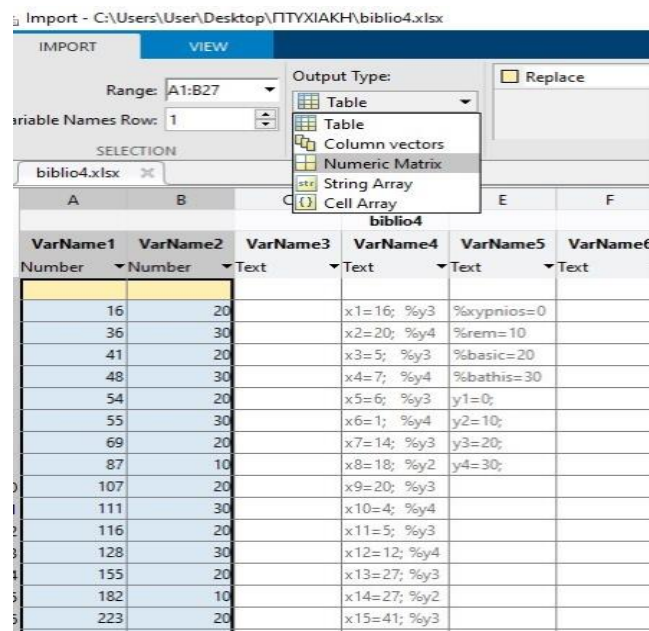 Import - C:\Users\User\Desktop\ΠΤΥΧΙΑΚΗ\biblio4.xlsx
IMPORT VIEW
Range: A1:B27 Output Type: Replace
ariable Names Row: 1 Table
Table
Column vectors
SELECTION Numeric Matrix
biblio4.xlsx str String Array
A B C {} Cell Array E F
biblio4
VarName1 VarName2 VarName3 VarName4 VarName5 VarName6
Number Number Text Text Text Text
16 20 x1=16; %y3 %xypnios=0
36 30 x2=20; %y4 %rem=10
41 20 x3=5; %y3 %basic=20
48 30 x4=7; %y4 %bathis=30
54 20 x5=6; %y3 y1=0;
55 30 x6=1; %y4 y2=10;
69 20 x7=14; %y3 y3=20;
87 10 x8=18; %y2 y4=30;
107 20 x9=20; %y3
111 30 x10=4; %y4
116 20 x11=5; %y3
128 30 x12=12; %y4
155 20 x13=27; %y3
182 10 x14=27; %y2
223 20 x15=41; %y3